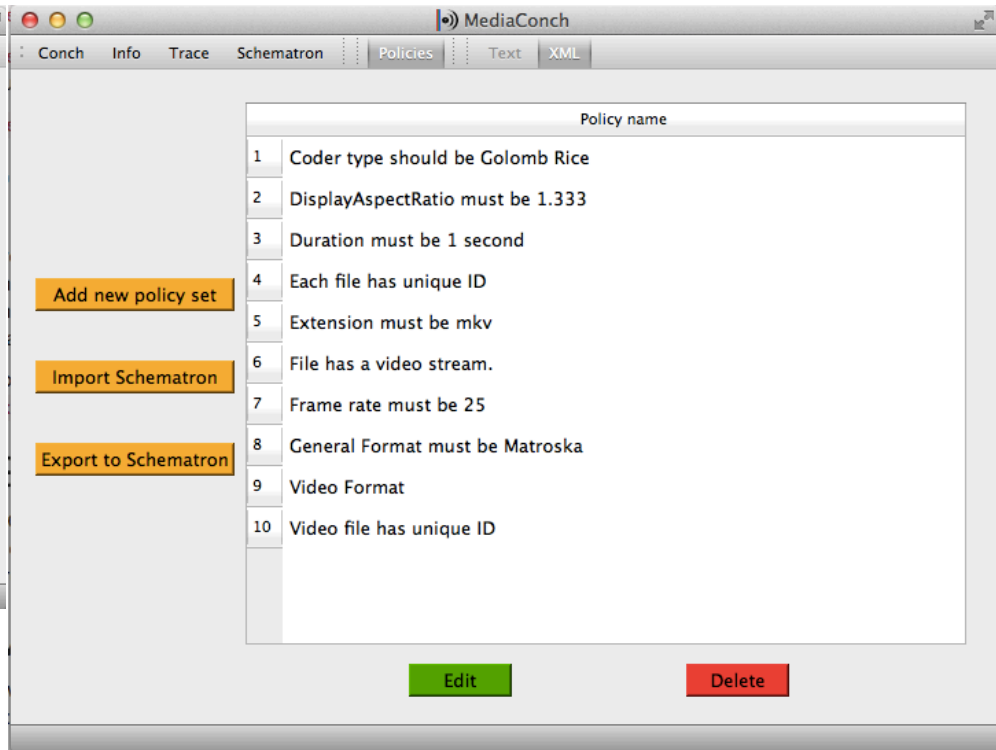 MediaConch
Conch Info Trace Schematron Policies Text XML
Policy name
1 Coder type should be Golomb Rice
2 DisplayAspectRatio must be 1.333
3 Duration must be 1 second
4 Each file has unique ID
5 Extension must be mkv
6 File has a video stream.
7 Frame rate must be 25
8 General Format must be Matroska
9 Video Format
10 Video file has unique ID
Add new policy set
Import Schematron
Export to Schematron
Edit Delete